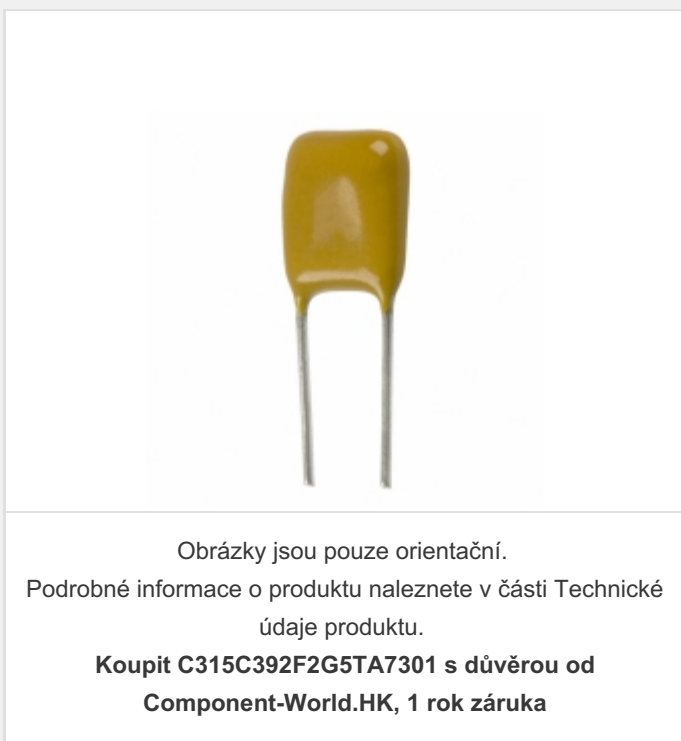 Obrázky jsou pouze orientační.
Podrobné informace o produktu naleznete v části Technické
údaje produktu.
Koupit C315C392F2G5TA7301 s důvěrou od
Component-World.HK, 1 rok záruka